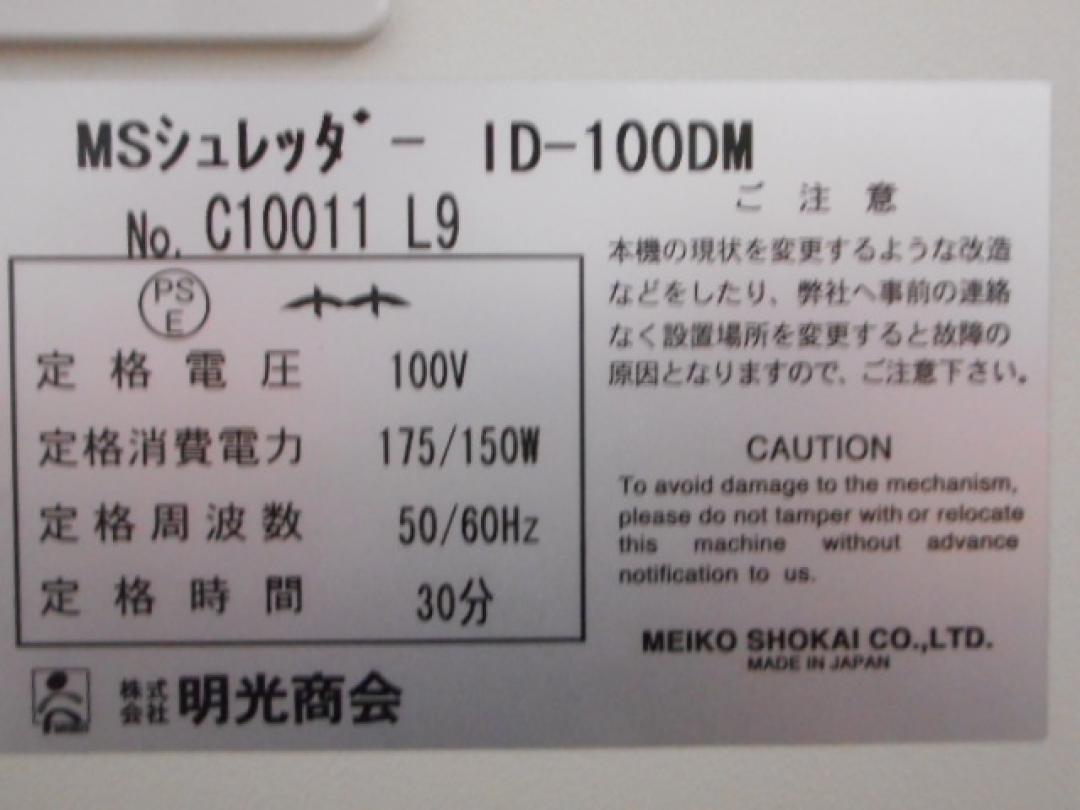 MSシュレッダー ID-100DM
No. C10011 L9
PS
E
定格電圧 100V
定格消費電力 175/150W
定格周波数 50/60Hz
定格時間 30分
ご注意
本機の現状を変更するような改造
などをしたり、弊社へ事前の連絡
なく設置場所を変更すると故障の
原因となりますので、ご注意下さい。
CAUTION
To avoid damage to the mechanism,
please do not tamper with or relocate
this machine without advance
notification to us.
MEIKO SHOKAI CO.,LTD.
MADE IN JAPAN
株式会社 明光商会